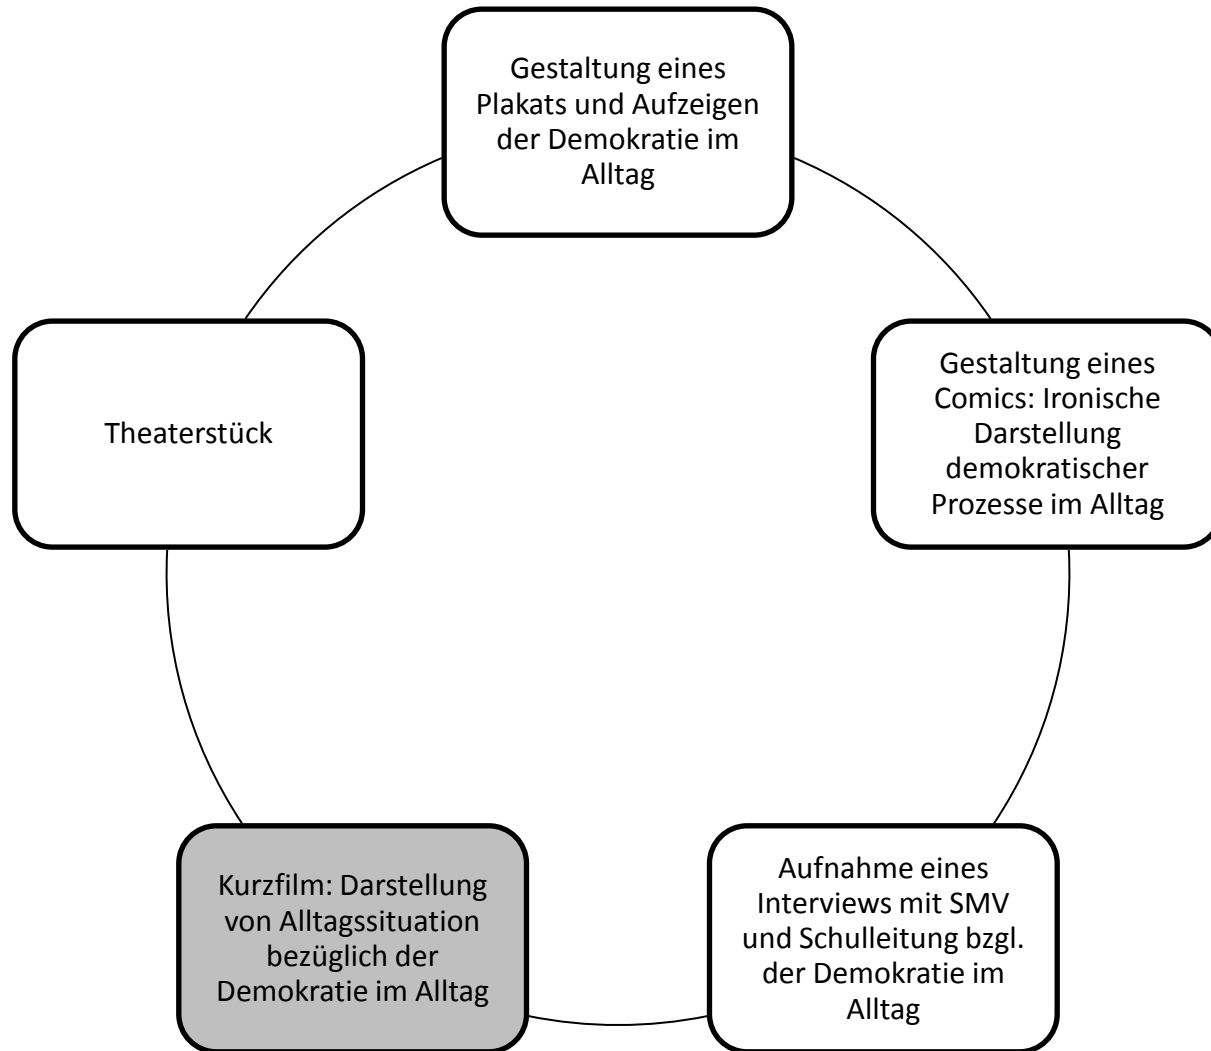 Gestaltung eines
Plakats und Aufzeigen
der Demokratie im
Alltag
Gestaltung eines
Comics: Ironische
Darstellung
demokratischer
Prozesse im Alltag
Aufnahme eines
Interviews mit SMV
und Schulleitung bzgl.
der Demokratie im
Alltag
Kurzfilm: Darstellung
von Alltagssituation
bezüglich der
Demokratie im Alltag
Theaterstück